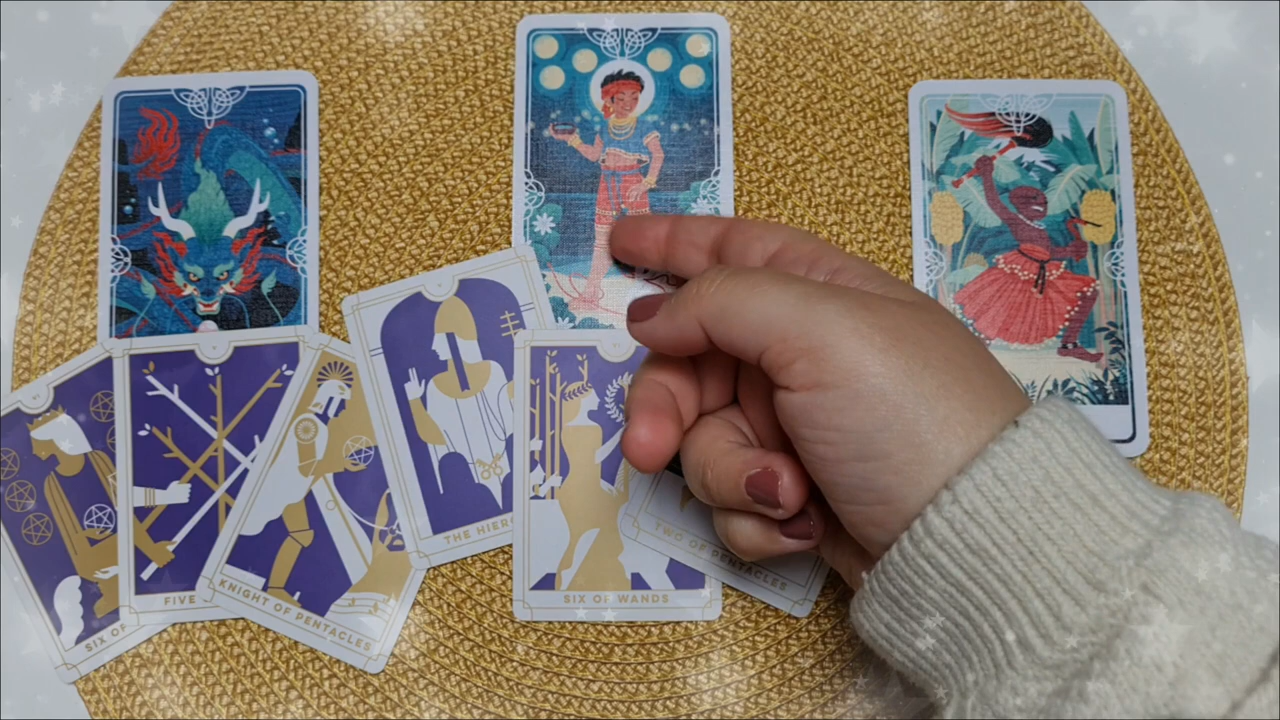 SIX OF
FIVE
KNIGHT OF PENTACLES
THE HIER
SIX OF WANDS
TWO OF PENTACLES